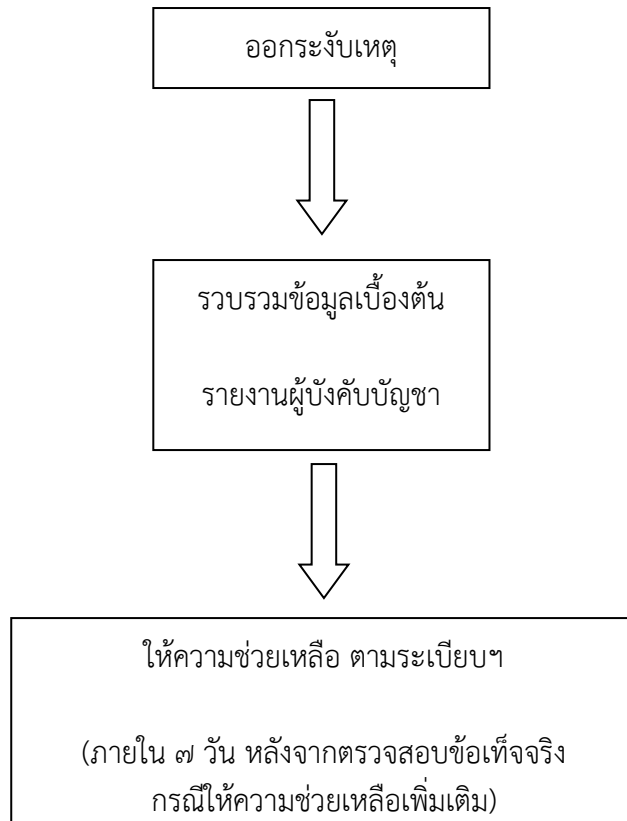 ออกระงับเหตุ
รวบรวมข้อมูลเบื้องต้น
รายงานผู้บังคับบัญชา
ให้ความช่วยเหลือ ตามระเบียบฯ
(ภายใน ๗ วัน หลังจากตรวจสอบข้อเท็จจริง
กรณีให้ความช่วยเหลือเพิ่มเติม)